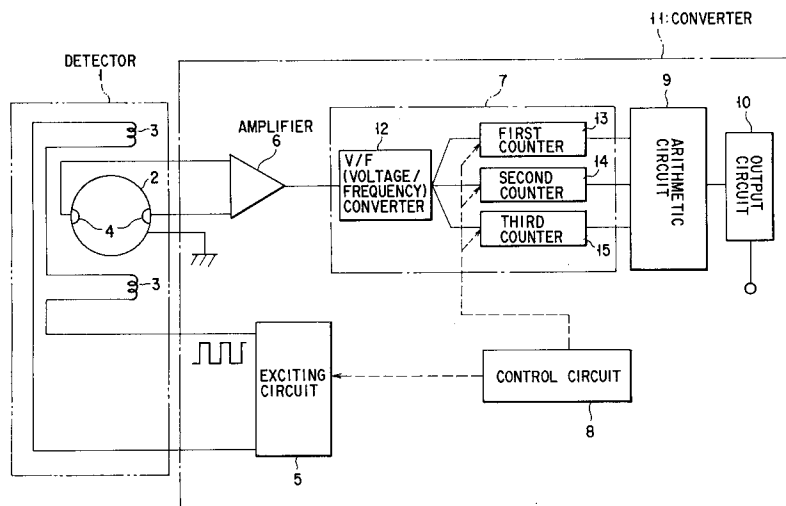 11:CONVERTER
DETECTOR
1
7
9
3
12
13
10
AMPLIFIER
6
FIRST
COUNTER
2
V/F
(VOLTAGE/
FREQUENCY)
CONVERTER
14
SECOND
COUNTER
ARITHMETIC
CIRCUIT
OUTPUT
CIRCUIT
4
THIRD
COUNTER
15
3
EXCITING
CIRCUIT
CONTROL CIRCUIT
8
5